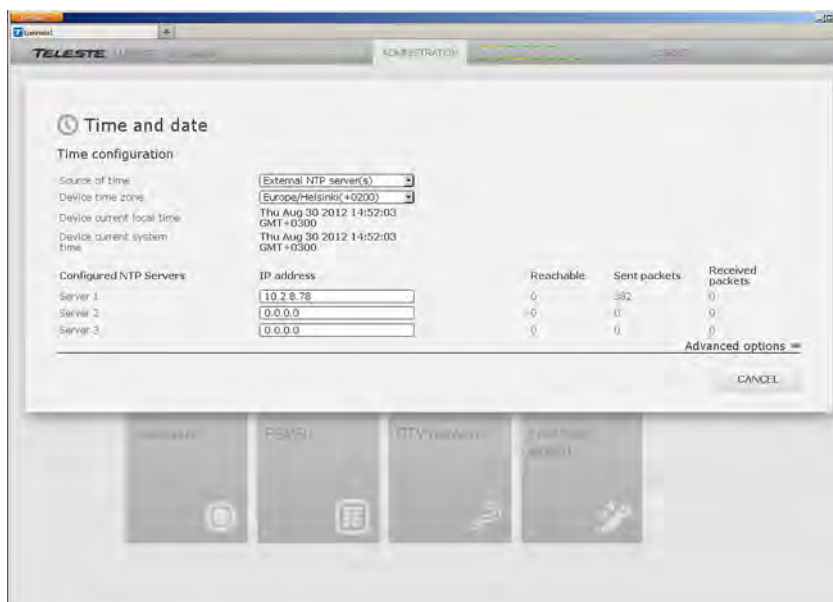 TELESTE
ADMINISTRATION
Time and date
Time configuration
Source of time External NTP server(s)
Device time zone Europe/Helsinki(+0200)
Device current local time Thu Aug 30 2012 14:52:03
GMT+0300
Device current system Thu Aug 30 2012 14:52:03
time GMT+0300
Configured NTP Servers IP address Reachable Sent packets Received
packets
Server 1 10.2.8.78 0 382 0
Server 2 0.0.0.0 0 0 0
Server 3 0.0.0.0 0 0 0
Advanced options
CANCEL